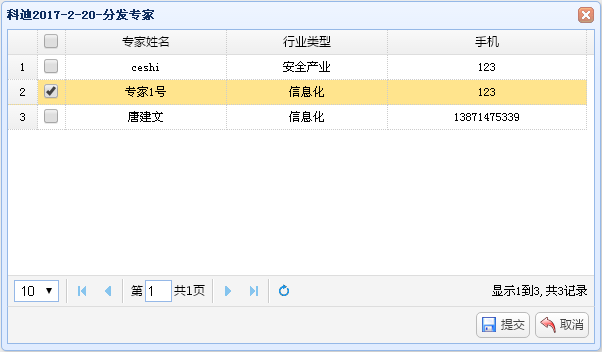 科迪2017-2-20-分发专家
专家姓名 行业类型 手机
1 ceshi 安全产业 123
2 专家1号 信息化 123
3 唐建文 信息化 13871475339
10 第 1 共1页 显示1到3,共3记录
提交 取消